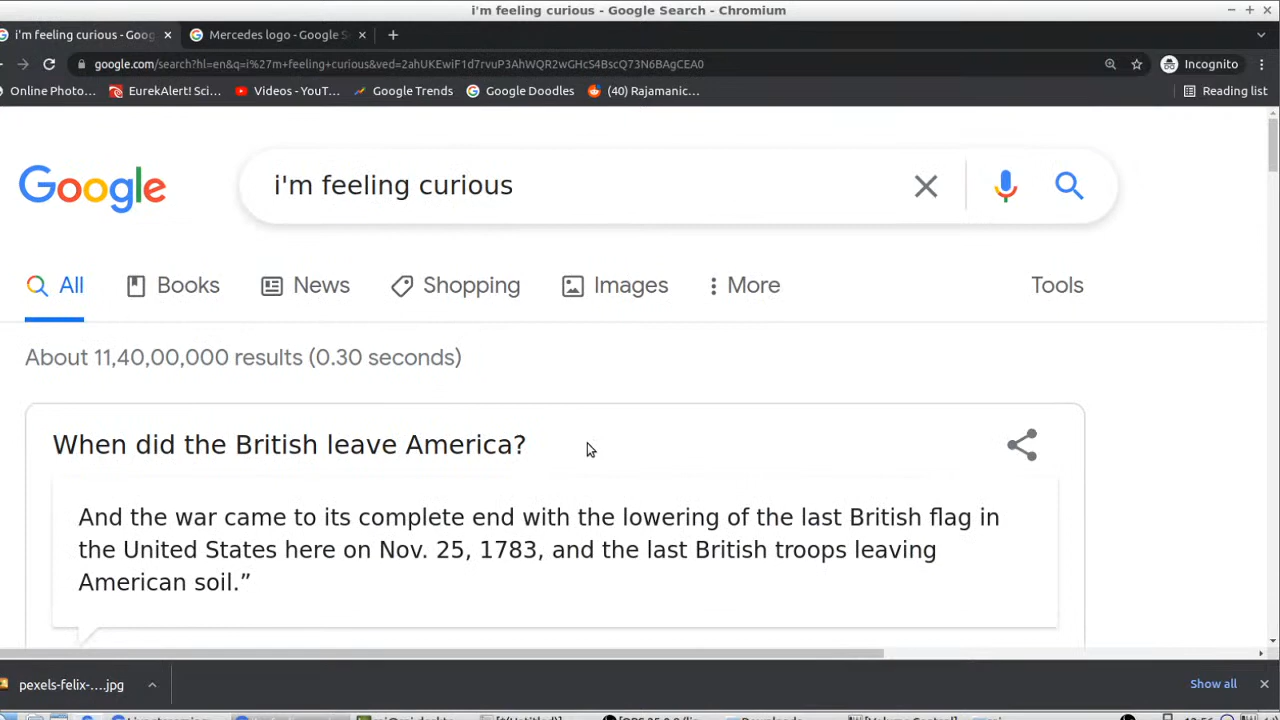 i'm feeling curious - Google Search - Chromium
i'm feeling curious - Goog
Mercedes logo - Google S
google.com/search?hl=en&q=i%27m+feeling+curious&ved=2ahUKEwiF1d7rvuP3AhWQR2wGHcS4BscQ73N6BAgCEA0
Incognito
Online Photo…
EurekAlert! Sci…
Videos - YouT…
Google Trends
Google Doodles
(40) Rajamanic…
Reading list
Google
i'm feeling curious
All
Books
News
Shopping
Images
More
Tools
About 11,40,00,000 results (0.30 seconds)
When did the British leave America?
And the war came to its complete end with the lowering of the last British flag in
the United States here on Nov. 25, 1783, and the last British troops leaving
American soil.”
pexels-felix-....jpg
Show all